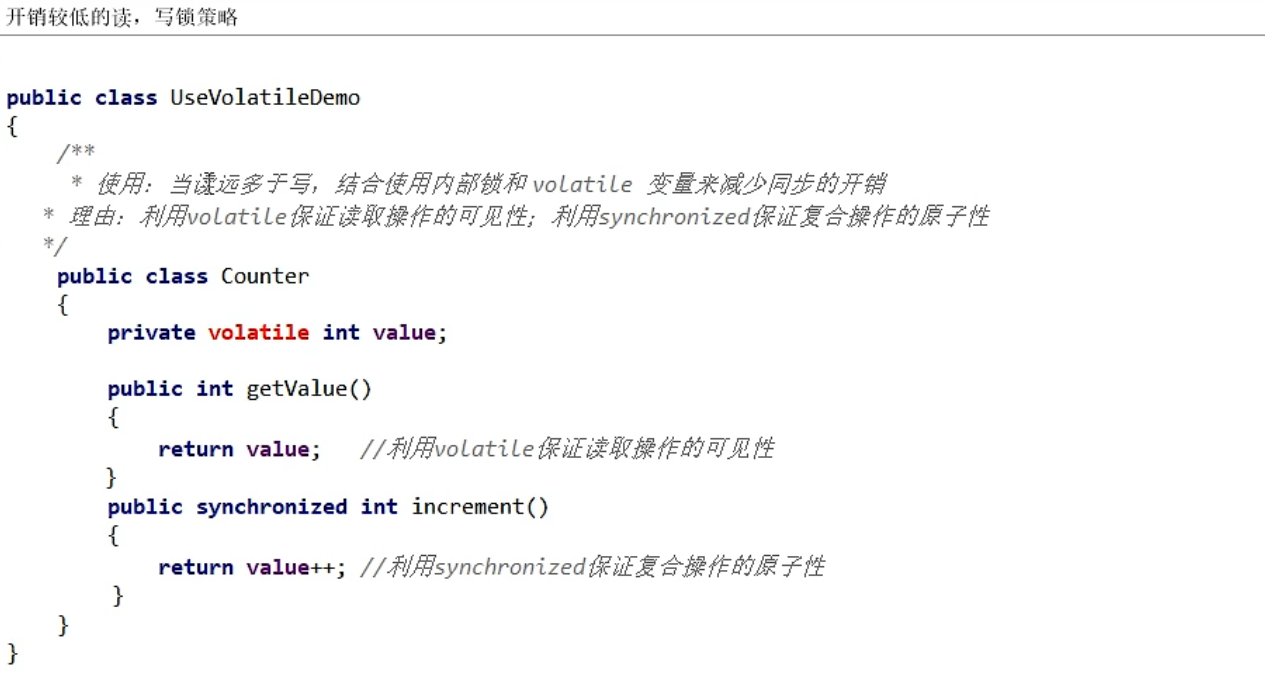 开销较低的读，写锁策略
public class UseVolatileDemo
{
/**
* 使用：当读远多于写，结合使用内部锁和 volatile 变量来减少同步的开销
* 理由：利用volatile保证读取操作的可见性；利用synchronized保证复合操作的原子性
*/
public class Counter
{
private volatile int value;
public int getValue()
{
return value; //利用volatile保证读取操作的可见性
}
public synchronized int increment()
{
return value++; //利用synchronized保证复合操作的原子性
}
}
}